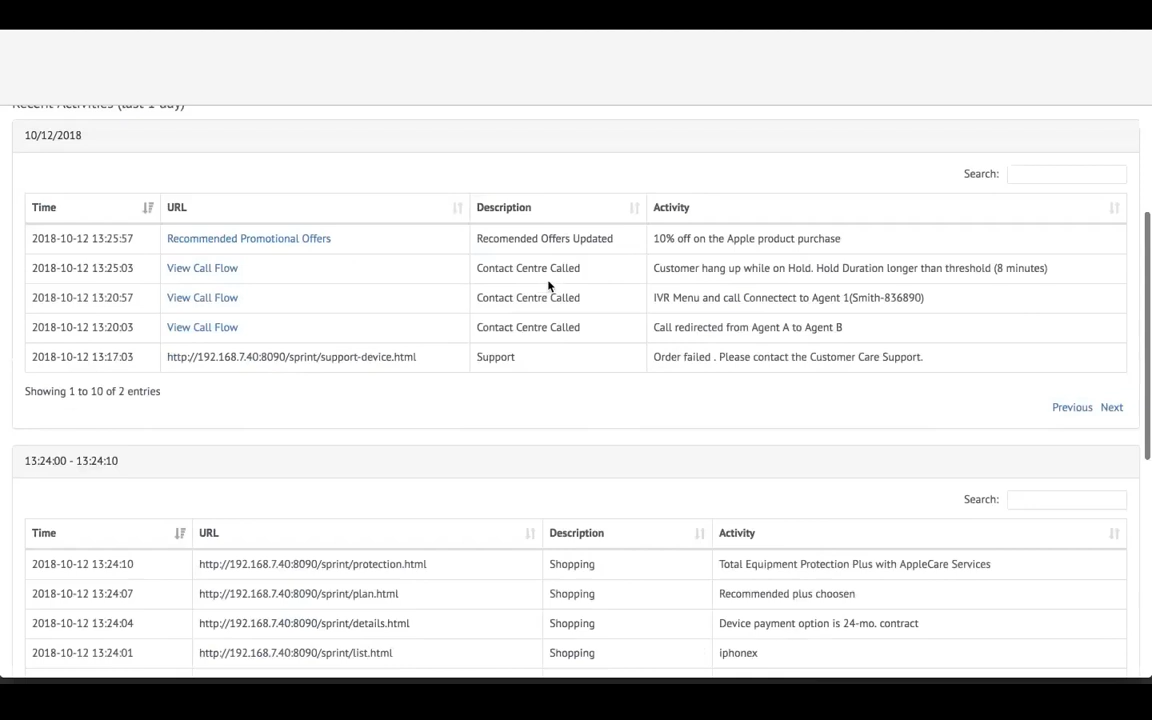 Recent Activities (last 1 day)
10/12/2018
Search:
Time URL Description Activity
2018-10-12 13:25:57 Recommended Promotional Offers Recomended Offers Updated 10% off on the Apple product purchase
2018-10-12 13:25:03 View Call Flow Contact Centre Called Customer hang up while on Hold. Hold Duration longer than threshold (8 minutes)
2018-10-12 13:20:57 View Call Flow Contact Centre Called IVR Menu and call Connectect to Agent 1(Smith-836890)
2018-10-12 13:20:03 View Call Flow Contact Centre Called Call redirected from Agent A to Agent B
2018-10-12 13:17:03 http://192.168.7.40:8090/sprint/support-device.html Support Order failed . Please contact the Customer Care Support.
Showing 1 to 10 of 2 entries
Previous Next
13:24:00 - 13:24:10
Search:
Time URL Description Activity
2018-10-12 13:24:10 http://192.168.7.40:8090/sprint/protection.html Shopping Total Equipment Protection Plus with AppleCare Services
2018-10-12 13:24:07 http://192.168.7.40:8090/sprint/plan.html Shopping Recommended plus choosen
2018-10-12 13:24:04 http://192.168.7.40:8090/sprint/details.html Shopping Device payment option is 24-mo. contract
2018-10-12 13:24:01 http://192.168.7.40:8090/sprint/list.html Shopping iphonex